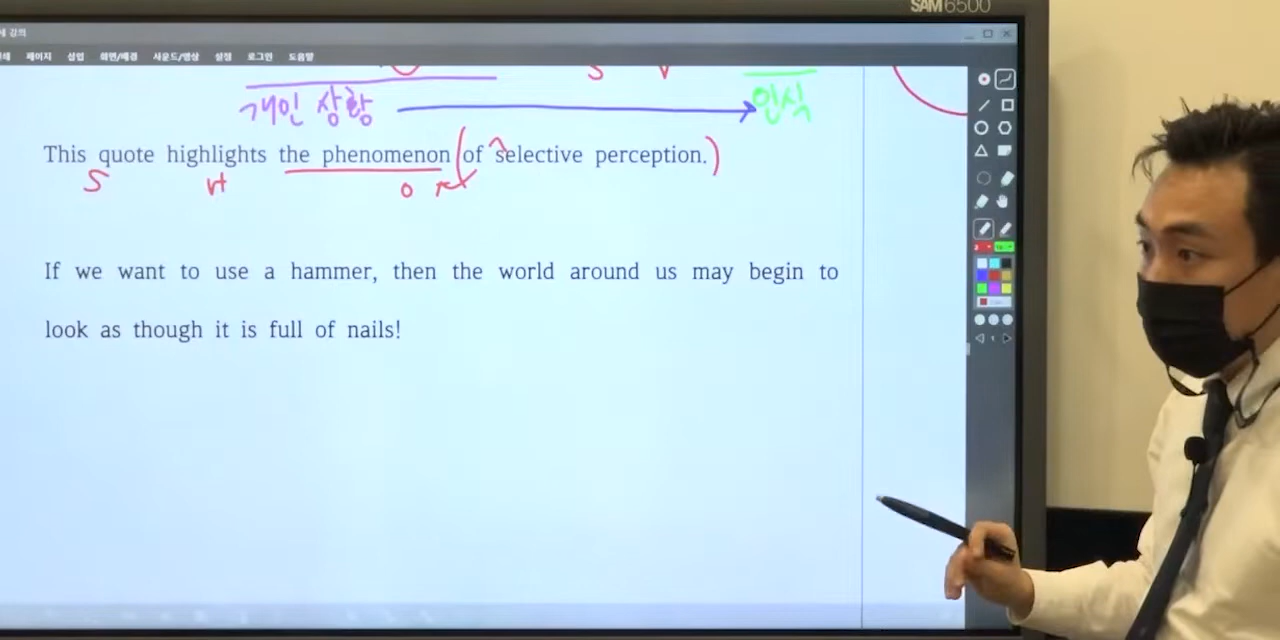 SAM6500
강의
페이지 삽입 화면/배경 사운드/영상 설정 로그인 도움말
S V
개인 상황 인식
This quote highlights the phenomenon (of selective perception.)
S vt O
If we want to use a hammer, then the world around us may begin to
look as though it is full of nails!